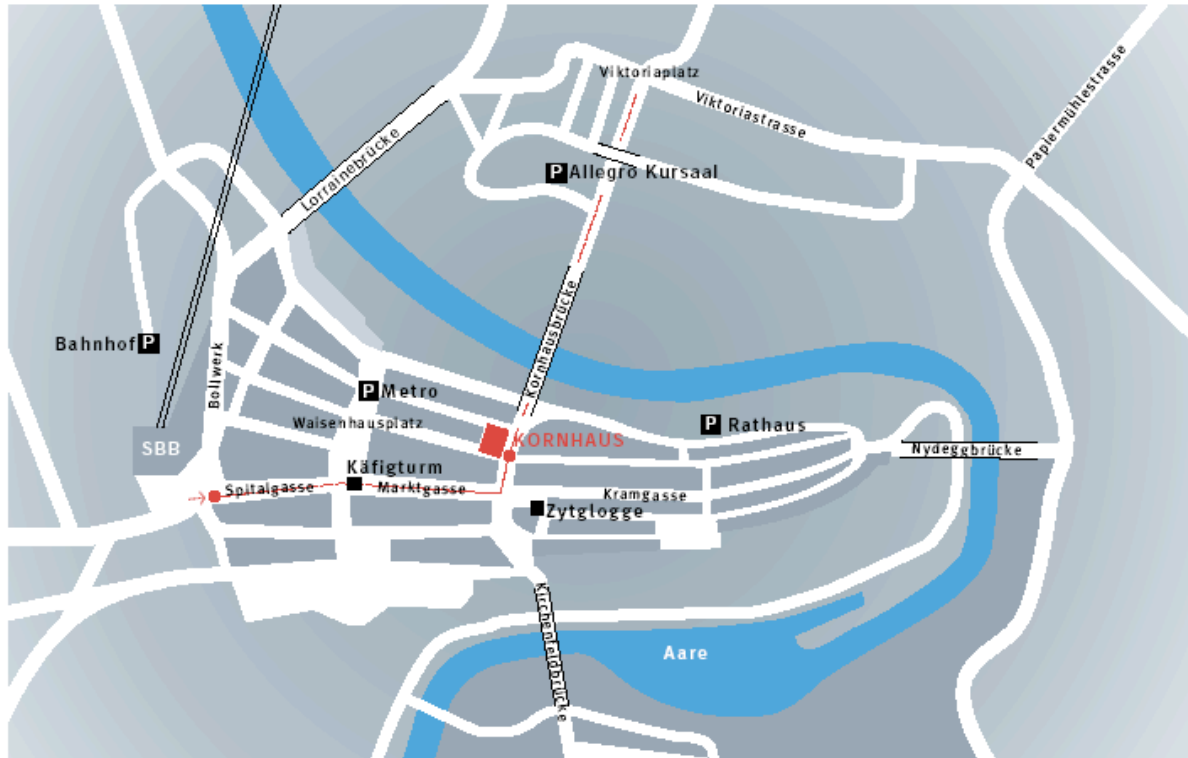 Viktoriaplatz
Viktoriastrasse
Papiermühlestrasse
Lorrainebrücke
P Allegro Kursaal
Kornhausbrücke
Bahnhof P
Bollwerk
P Metro
Waisenhausplatz
KORNHAUS
P Rathaus
SBB
Käfigturm
Nydeggbrücke
Spitalgasse
Marktgasse
Kramgasse
Zytglogge
Kirchenfeldbrücke
Aare